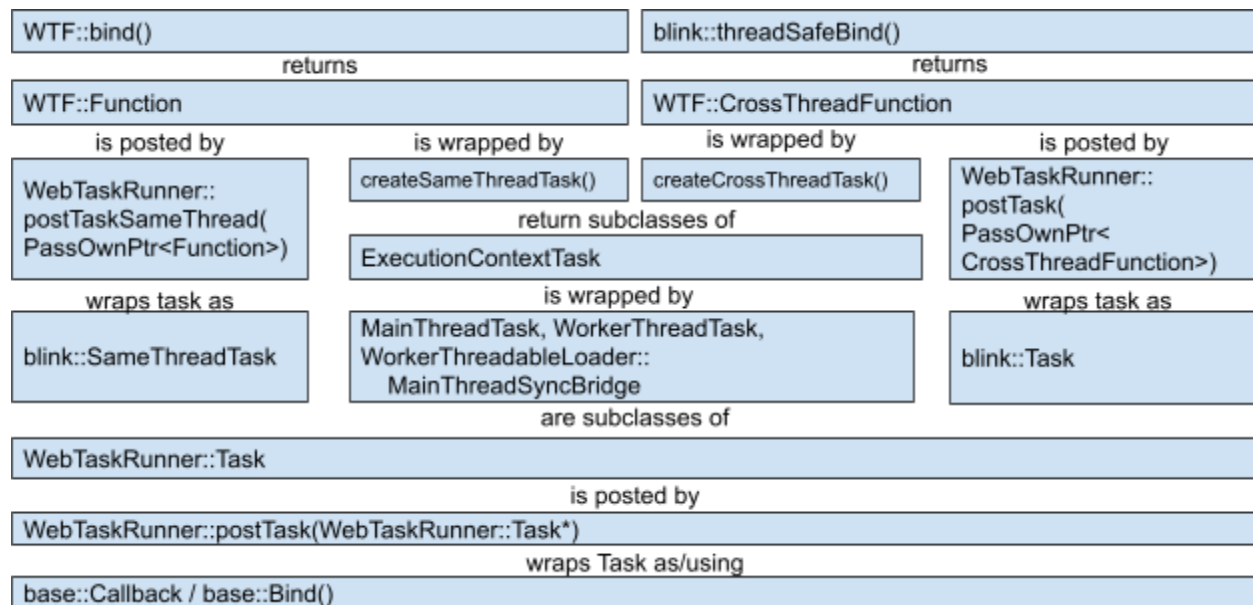 WTF::bind()
blink::threadSafeBind()
returns
returns
WTF::Function
WTF::CrossThreadFunction
is posted by
is wrapped by
is wrapped by
is posted by
WebTaskRunner::
postTaskSameThread(
PassOwnPtr<Function>)
createSameThreadTask()
createCrossThreadTask()
WebTaskRunner::
postTask(
PassOwnPtr<
CrossThreadFunction>)
return subclasses of
ExecutionContextTask
wraps task as
is wrapped by
wraps task as
blink::SameThreadTask
MainThreadTask, WorkerThreadTask,
WorkerThreadableLoader::
MainThreadSyncBridge
blink::Task
are subclasses of
WebTaskRunner::Task
is posted by
WebTaskRunner::postTask(WebTaskRunner::Task*)
wraps Task as/using
base::Callback / base::Bind()